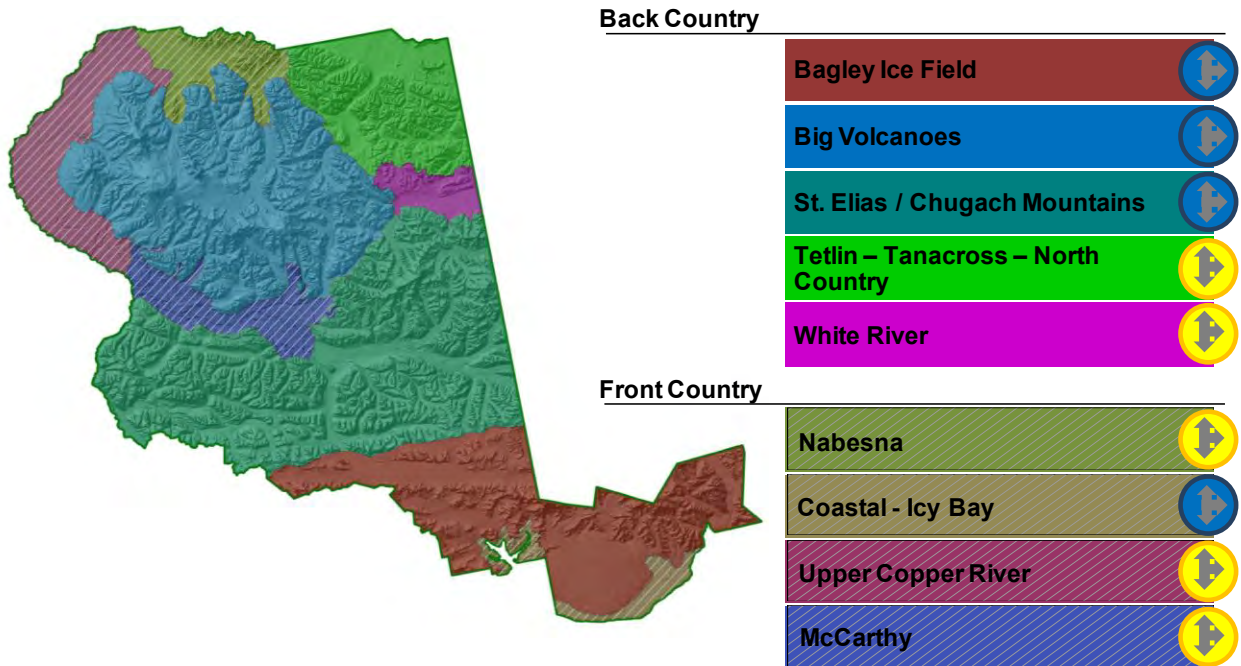 Back Country
Bagley Ice Field
Big Volcanoes
St. Elias / Chugach Mountains
Tetlin – Tanacross – North
Country
White River
Front Country
Nabesna
Coastal - Icy Bay
Upper Copper River
McCarthy